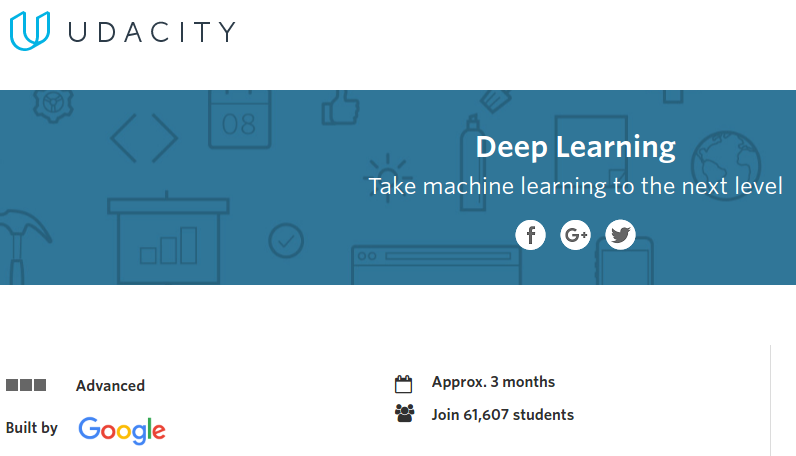 UDACITY
08
Deep Learning
Take machine learning to the next level
f G+
Advanced
Approx. 3 months
Built by Google
Join 61,607 students